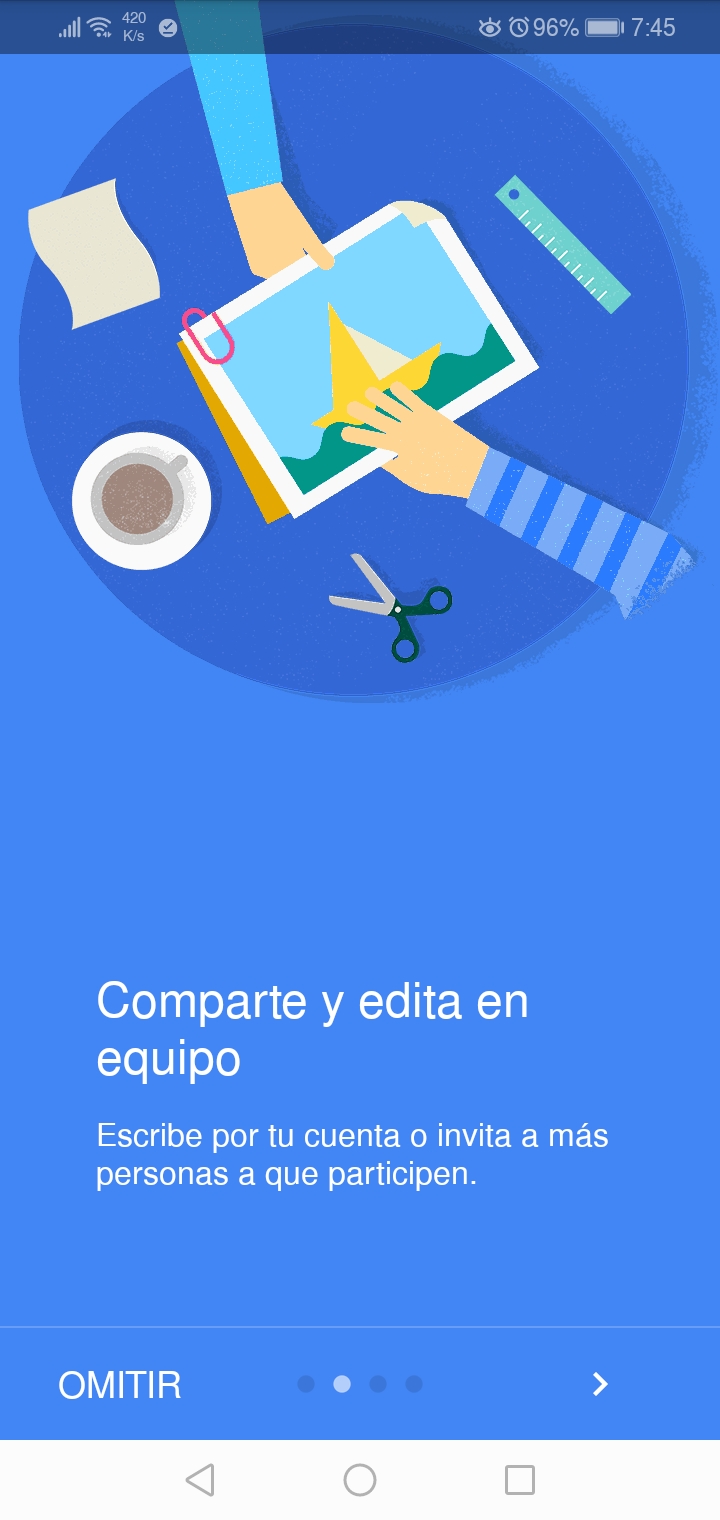 420
K/s
96%
7:45
Comparte y edita en
equipo
Escribe por tu cuenta o invita a más
personas a que participen.
OMITIR